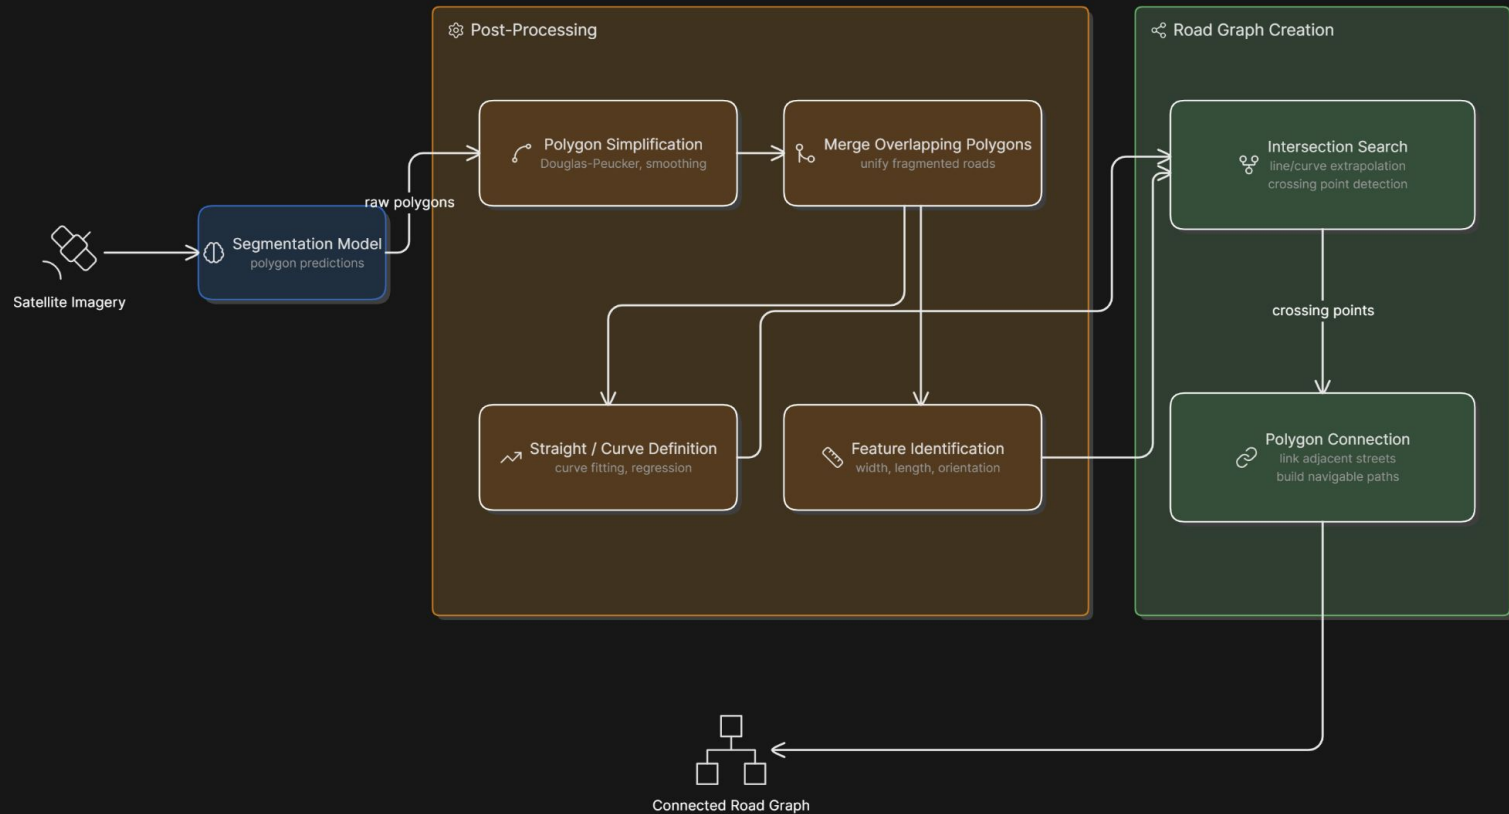 Post-Processing
Road Graph Creation
Polygon Simplification
Douglas-Peucker, smoothing
Merge Overlapping Polygons
unify fragmented roads
Intersection Search
line/curve extrapolation
crossing point detection
raw polygons
Segmentation Model
polygon predictions
Satellite Imagery
crossing points
Straight / Curve Definition
curve fitting, regression
Feature Identification
width, length, orientation
Polygon Connection
link adjacent streets
build navigable paths
Connected Road Graph